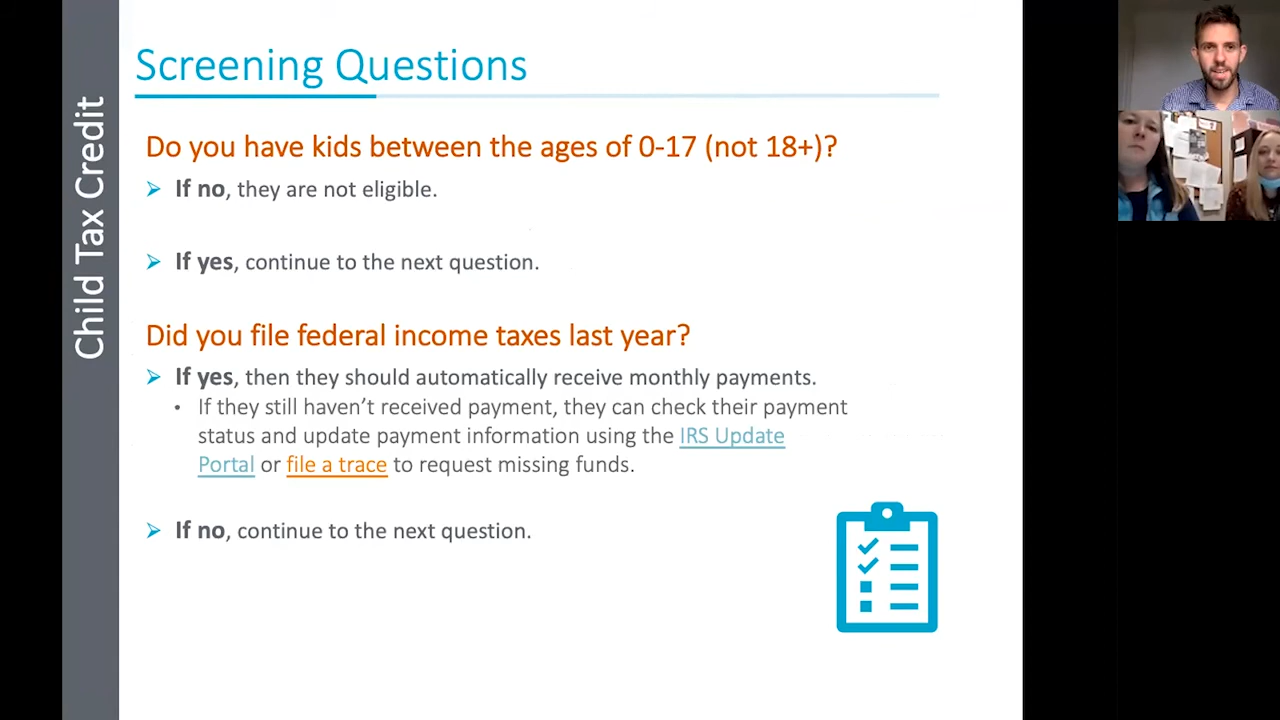 Child Tax Credit
Screening Questions
Do you have kids between the ages of 0-17 (not 18+)?
If no, they are not eligible.
If yes, continue to the next question.
Did you file federal income taxes last year?
If yes, then they should automatically receive monthly payments.
If they still haven't received payment, they can check their payment
status and update payment information using the IRS Update
Portal or file a trace to request missing funds.
If no, continue to the next question.